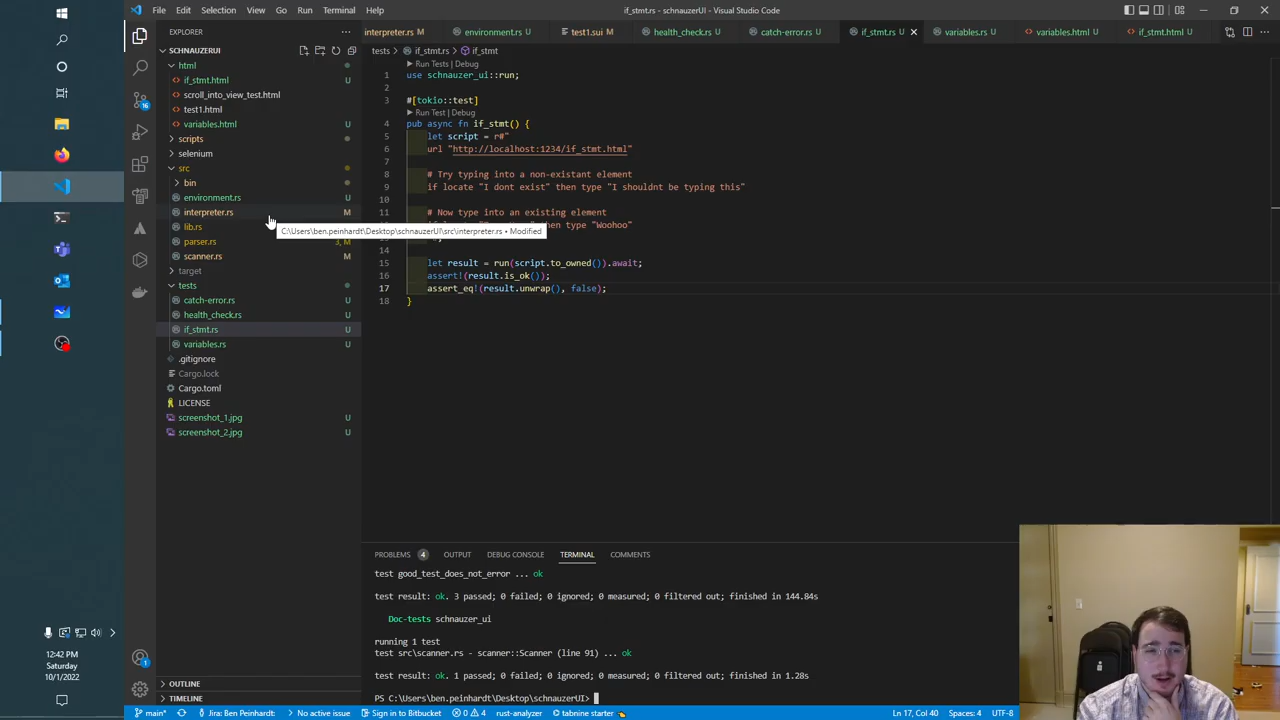 File Edit Selection View Go Run Terminal Help
if_stmt.rs - schnauzerUI - Visual Studio Code
EXPLORER
SCHNAUZERUI
html
if_stmt.html U
scroll_into_view_test.html
test1.html
variables.html U
scripts
selenium
src
bin
environment.rs U
interpreter.rs M
lib.rs
parser.rs 3, M
scanner.rs M
target
tests
catch-error.rs U
health_check.rs U
if_stmt.rs U
variables.rs U
.gitignore
Cargo.lock
Cargo.toml
LICENSE
screenshot_1.jpg U
screenshot_2.jpg U
OUTLINE
TIMELINE
16
1
C:\Users\ben.peinhardt\Desktop\schnauzerUI\src\interpreter.rs • Modified
interpreter.rs M environment.rs U test1.sui U health_check.rs U catch-error.rs U if_stmt.rs U variables.rs U variables.html U if_stmt.html U
tests > if_stmt.rs > if_stmt
Run Tests | Debug
1 use schnauzer_ui::run;
2
3 #[tokio::test]
Run Test | Debug
4 pub async fn if_stmt() {
5 let script = r#"
6 url "http://localhost:1234/if_stmt.html"
7
8 # Try typing into a non-existant element
9 if locate "I dont exist" then type "I shouldnt be typing this"
10
11 # Now type into an existing element
then type "Woohoo"
14
15 let result = run(script.to_owned()).await;
16 assert!(result.is_ok());
17 assert_eq!(result.unwrap(), false);
18 }
PROBLEMS 4 OUTPUT DEBUG CONSOLE TERMINAL COMMENTS
test good_test_does_not_error ... ok
test result: ok. 3 passed; 0 failed; 0 ignored; 0 measured; 0 filtered out; finished in 144.84s
Doc-tests schnauzer_ui
running 1 test
test src\scanner.rs - scanner::Scanner (line 91) ... ok
test result: ok. 1 passed; 0 failed; 0 ignored; 0 measured; 0 filtered out; finished in 1.28s
PS C:\Users\ben.peinhardt\Desktop\schnauzerUI>
12:42 PM
Saturday
10/1/2022
main* Jira: Ben Peinhardt: No active issue Sign in to Bitbucket 0 4 rust-analyzer tabnine starter Ln 17, Col 40 Spaces: 4 UTF-8